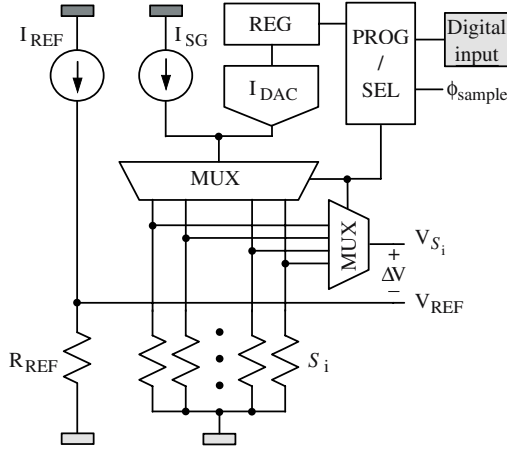 I_REF
I_SG
REG
I_DAC
PROG
/
SEL
Digital
input
ϕ_sample
MUX
MUX
V_Si
+
ΔV
−
V_REF
R_REF
S_i